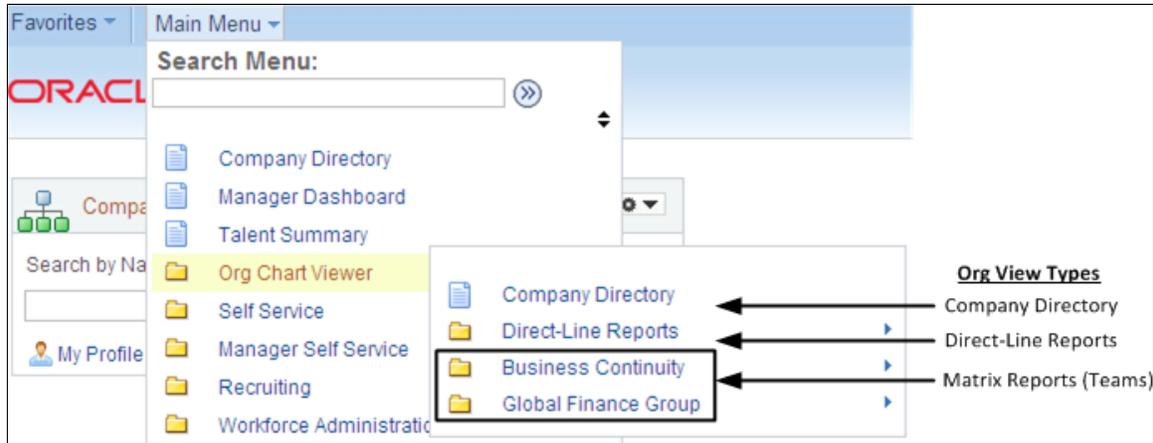 Favorites
Main Menu
Search Menu:
ORACL
Company Directory
Manager Dashboard
Compa
Talent Summary
Search by Na
Org Chart Viewer
Self Service
My Profile
Manager Self Service
Recruiting
Workforce Administratio
Company Directory
Direct-Line Reports
Business Continuity
Global Finance Group
Org View Types
Company Directory
Direct-Line Reports
Matrix Reports (Teams)